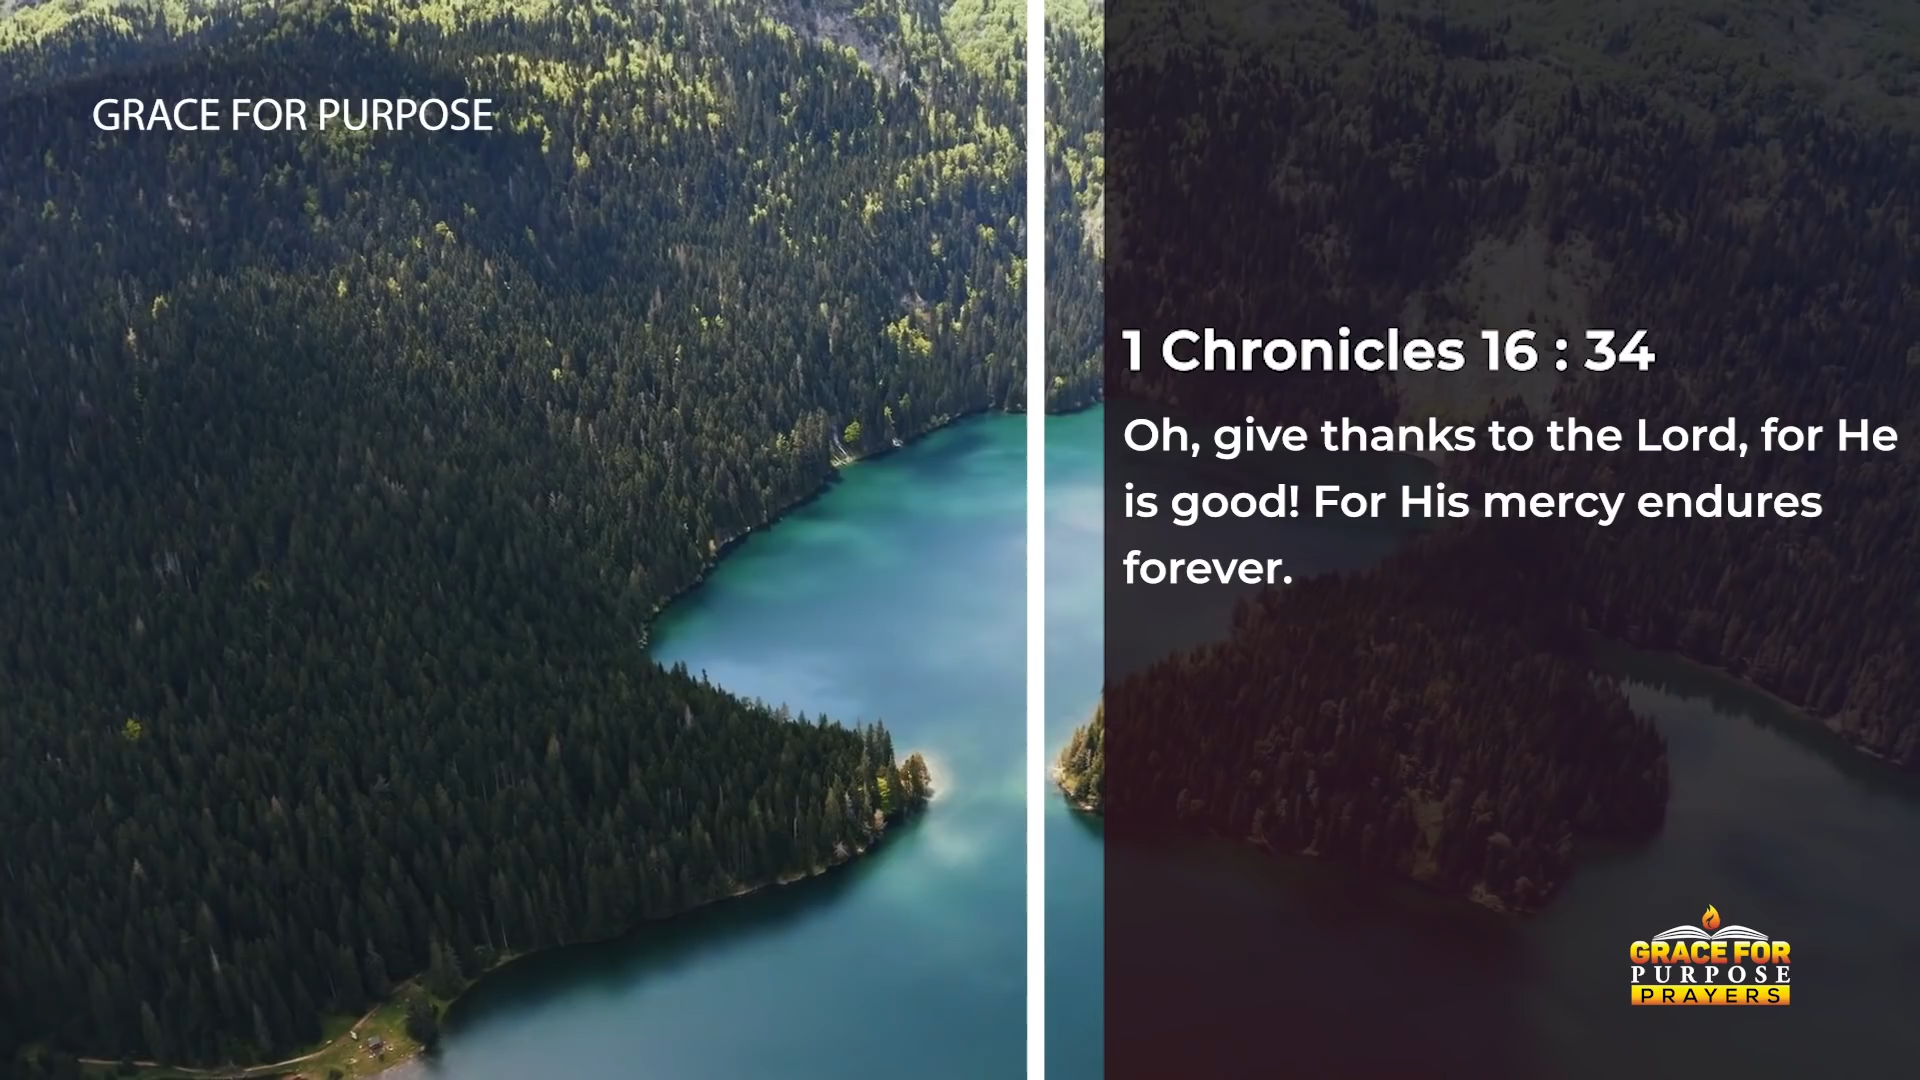 GRACE FOR PURPOSE
1 Chronicles 16 : 34
Oh, give thanks to the Lord, for He
is good! For His mercy endures
forever.
GRACE FOR
PURPOSE
PRAYERS